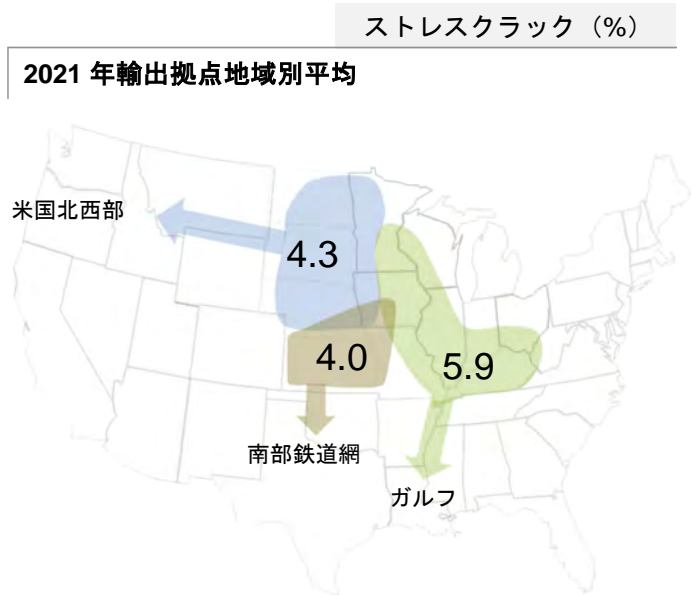 ストレスクラック（%）
2021 年輸出拠点地域別平均
米国北西部
4.3
4.0
5.9
南部鉄道網
ガルフ